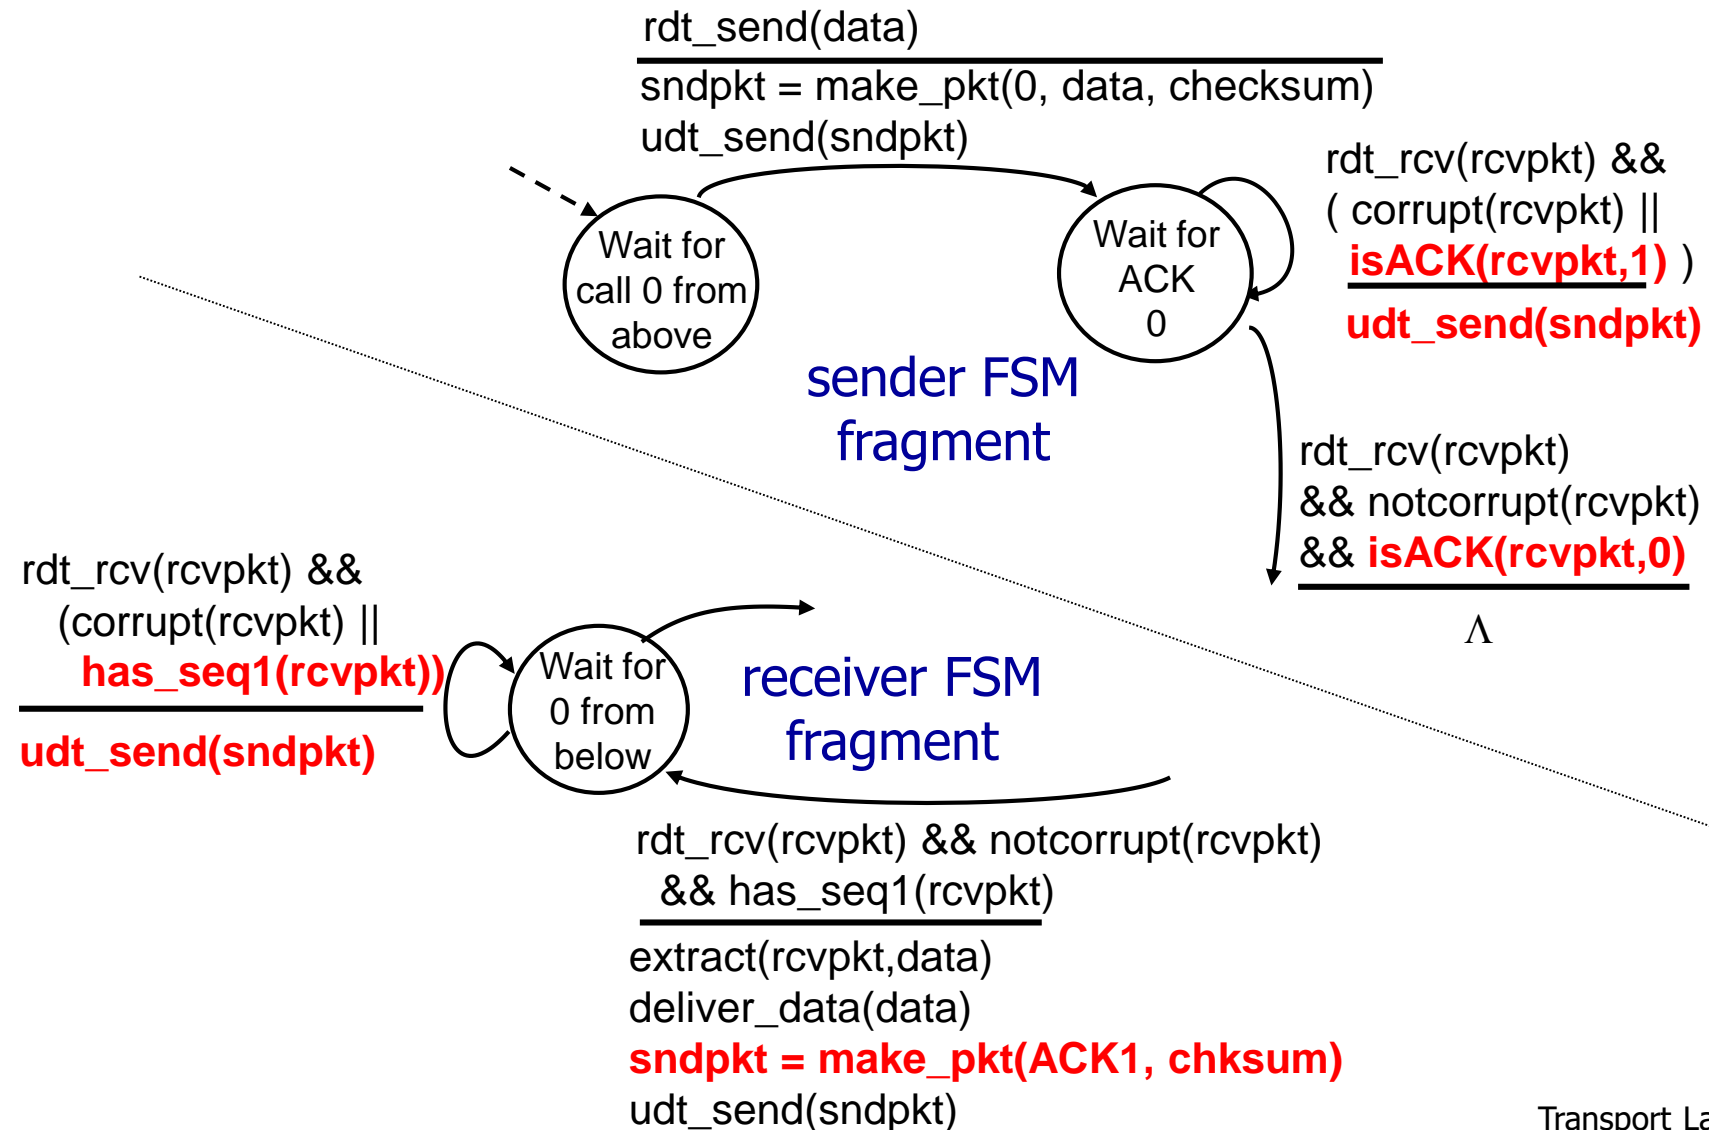 rdt_send(data)
sndpkt = make_pkt(0, data, checksum)
udt_send(sndpkt)
rdt_rcv(rcvpkt) &&
( corrupt(rcvpkt) ||
isACK(rcvpkt,1) )
udt_send(sndpkt)
Wait for
call 0 from
above
Wait for
ACK
0
sender FSM
fragment
rdt_rcv(rcvpkt)
&& notcorrupt(rcvpkt)
&& isACK(rcvpkt,0)
Λ
rdt_rcv(rcvpkt) &&
(corrupt(rcvpkt) ||
has_seq1(rcvpkt))
udt_send(sndpkt)
Wait for
0 from
below
receiver FSM
fragment
rdt_rcv(rcvpkt) && notcorrupt(rcvpkt)
&& has_seq1(rcvpkt)
extract(rcvpkt,data)
deliver_data(data)
sndpkt = make_pkt(ACK1, chksum)
udt_send(sndpkt)
Transport La